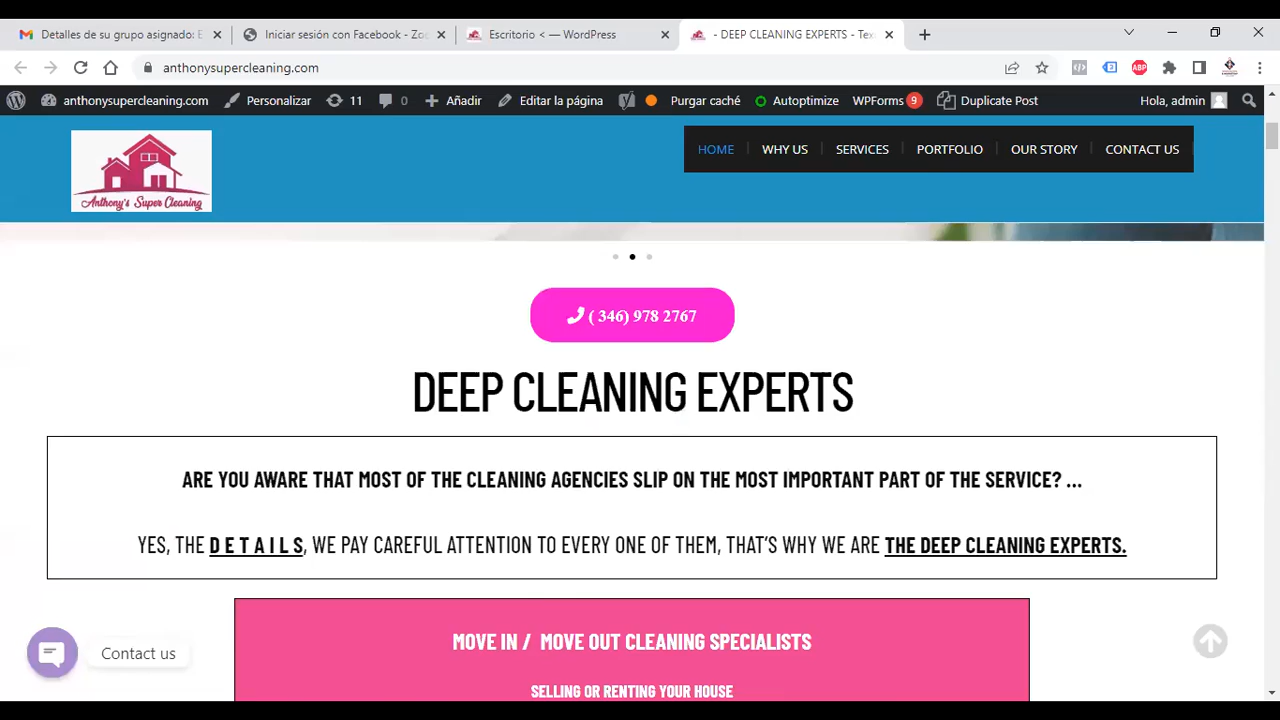 Detalles de su grupo asignado: E
Iniciar sesión con Facebook - Zoo
Escritorio < — WordPress
- DEEP CLEANING EXPERTS - Tex
anthonysupercleaning.com
3
ABP
anthonysupercleaning.com
Personalizar
11
0
Añadir
Editar la página
Purgar caché
Autoptimize
WPForms 9
Duplicate Post
Hola, admin
Anthony's Super Cleaning
HOME
WHY US
SERVICES
PORTFOLIO
OUR STORY
CONTACT US
( 346) 978 2767
DEEP CLEANING EXPERTS
ARE YOU AWARE THAT MOST OF THE CLEANING AGENCIES SLIP ON THE MOST IMPORTANT PART OF THE SERVICE? ...
YES, THE D E T A I L S, WE PAY CAREFUL ATTENTION TO EVERY ONE OF THEM, THAT'S WHY WE ARE THE DEEP CLEANING EXPERTS.
MOVE IN / MOVE OUT CLEANING SPECIALISTS
SELLING OR RENTING YOUR HOUSE
Contact us